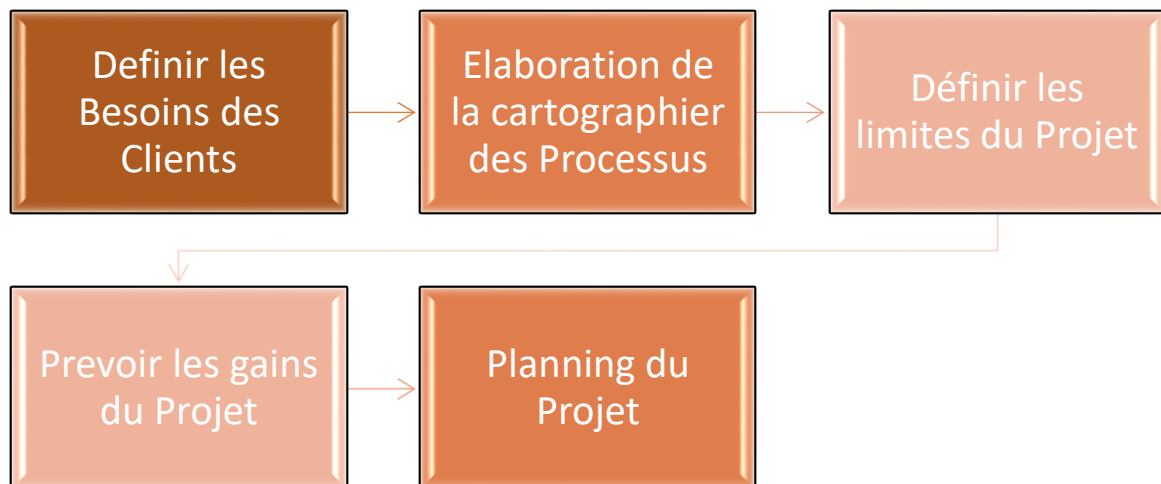 Definir les
Besoins des
Clients
Elaboration de
la cartographier
des Processus
Définir les
limites du Projet
Prevoir les gains
du Projet
Planning du
Projet